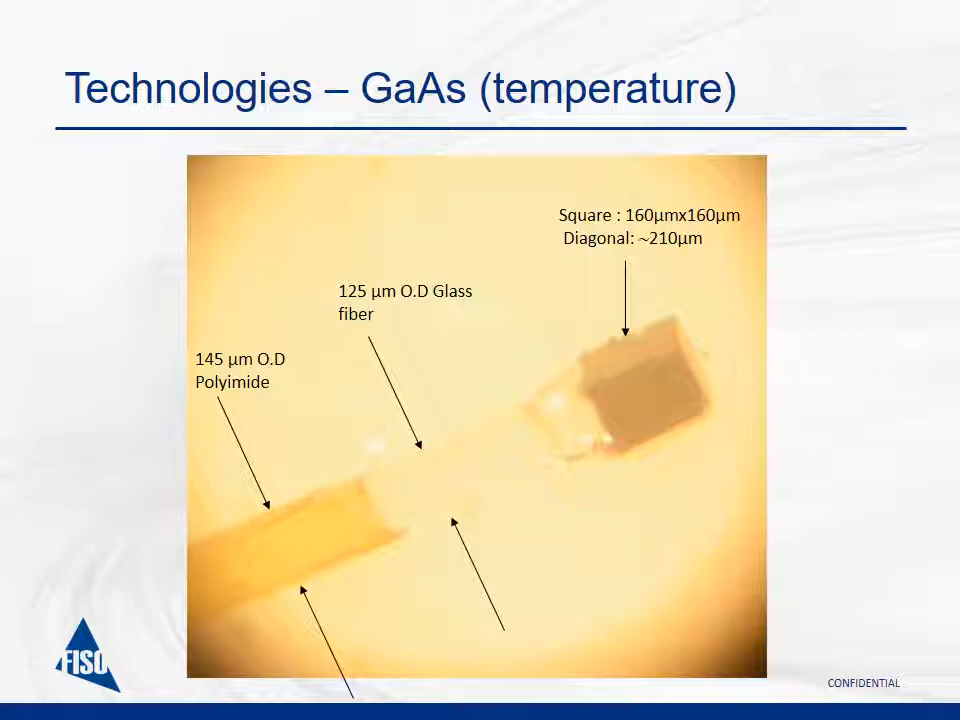 Technologies – GaAs (temperature)
Square : 160µmx160µm
Diagonal: ~210µm
125 µm O.D Glass
fiber
145 µm O.D
Polyimide
FISO
CONFIDENTIAL